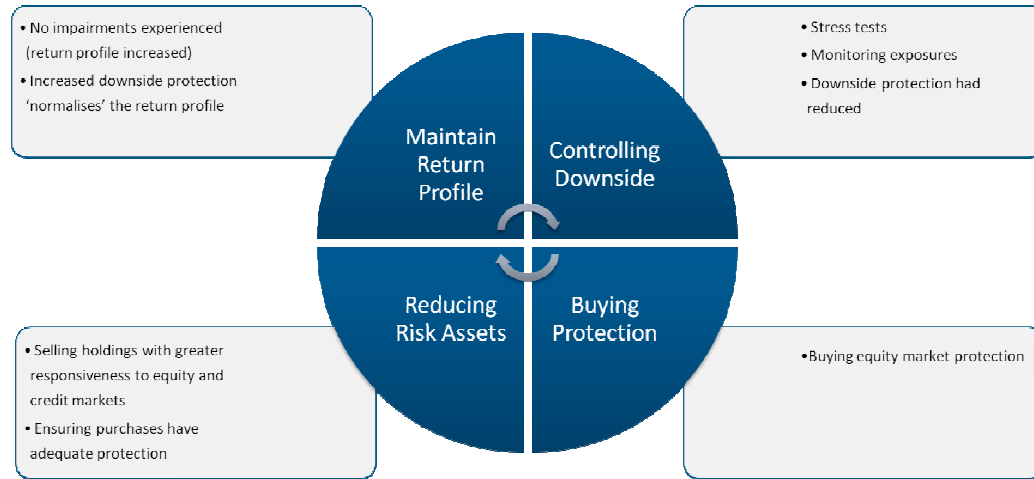 • No impairments experienced
(return profile increased)
• Increased downside protection
‘normalises’ the return profile
• Stress tests
• Monitoring exposures
• Downside protection had
reduced
Maintain
Return
Profile
Controlling
Downside
Reducing
Risk Assets
Buying
Protection
• Selling holdings with greater
responsiveness to equity and
credit markets
• Ensuring purchases have
adequate protection
•Buying equity market protection